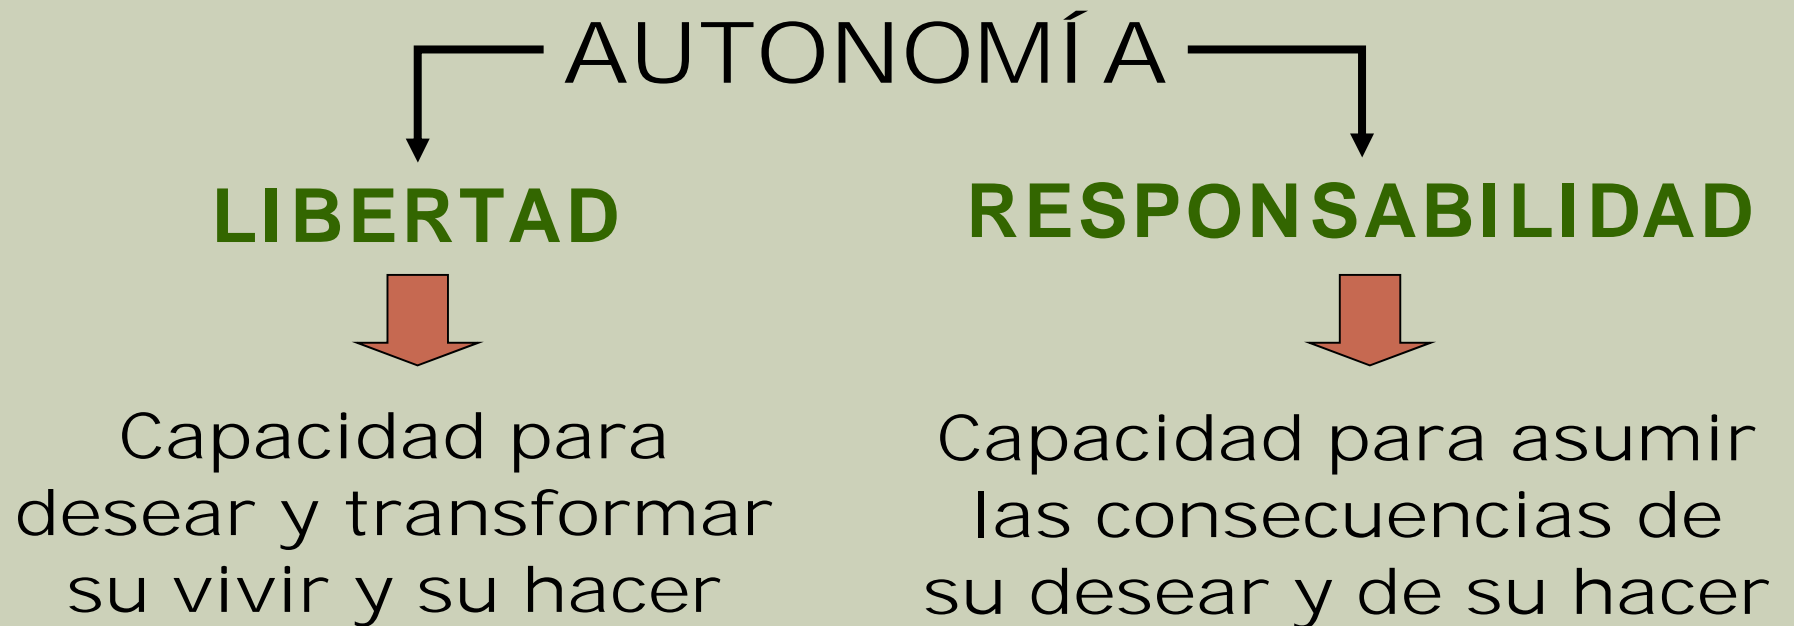 AUTONOMÍA
LIBERTAD
Capacidad para
desear y transformar
su vivir y su hacer
RESPONSABILIDAD
Capacidad para asumir
las consecuencias de
su desear y de su hacer